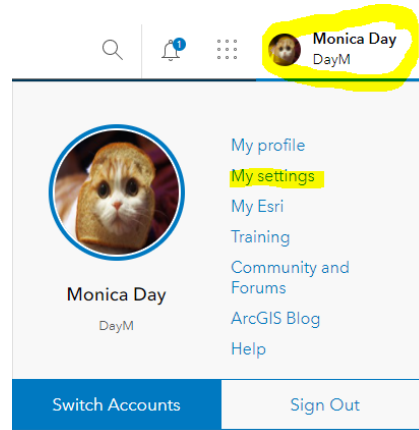 1
Monica Day
DayM
My profile
My settings
My Esri
Training
Community and
Forums
ArcGIS Blog
Help
Monica Day
DayM
Switch Accounts
Sign Out